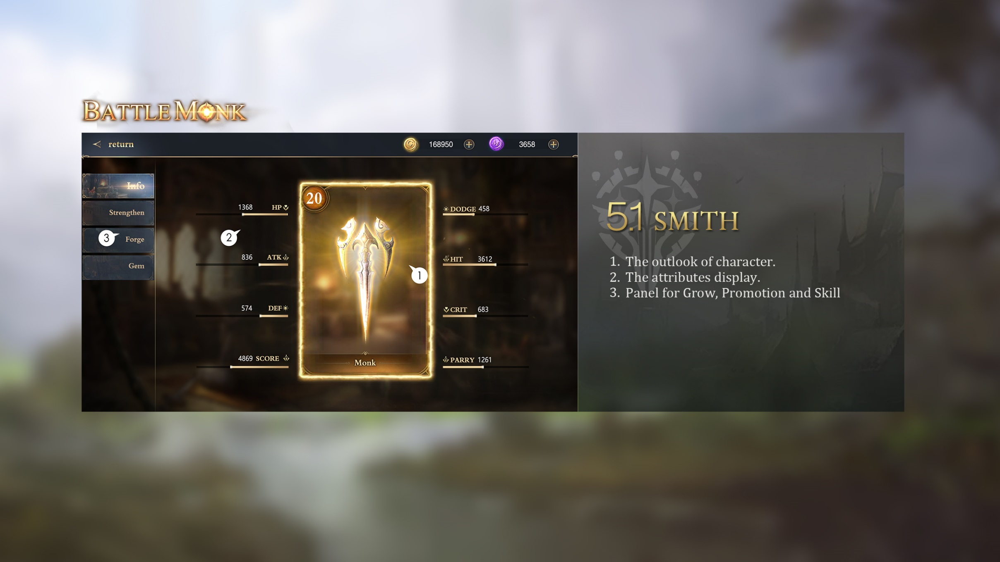 BATTLE MONK
return
168950
3658
Info
Strengthen
3 Forge
Gem
1368 HP
2
836 ATK
574 DEF
4869 SCORE
20
1
Monk
DODGE 458
HIT 3612
CRIT 683
PARRY 1261
5.1 SMITH
1. The outlook of character.
2. The attributes display.
3. Panel for Grow, Promotion and Skill